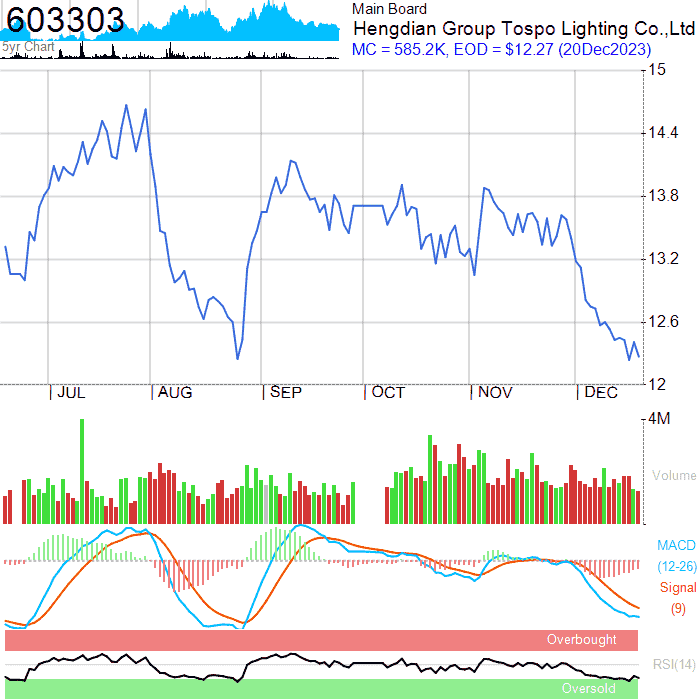 603303
5yr Chart
Main Board
Hengdian Group Tospo Lighting Co.,Ltd
MC = 585.2K, EOD = $12.27 (20Dec2023)
15
14.4
13.8
13.2
12.6
12
JUL AUG SEP OCT NOV DEC
4M
Volume
MACD
(12-26)
Signal
(9)
Overbought
RSI(14)
Oversold